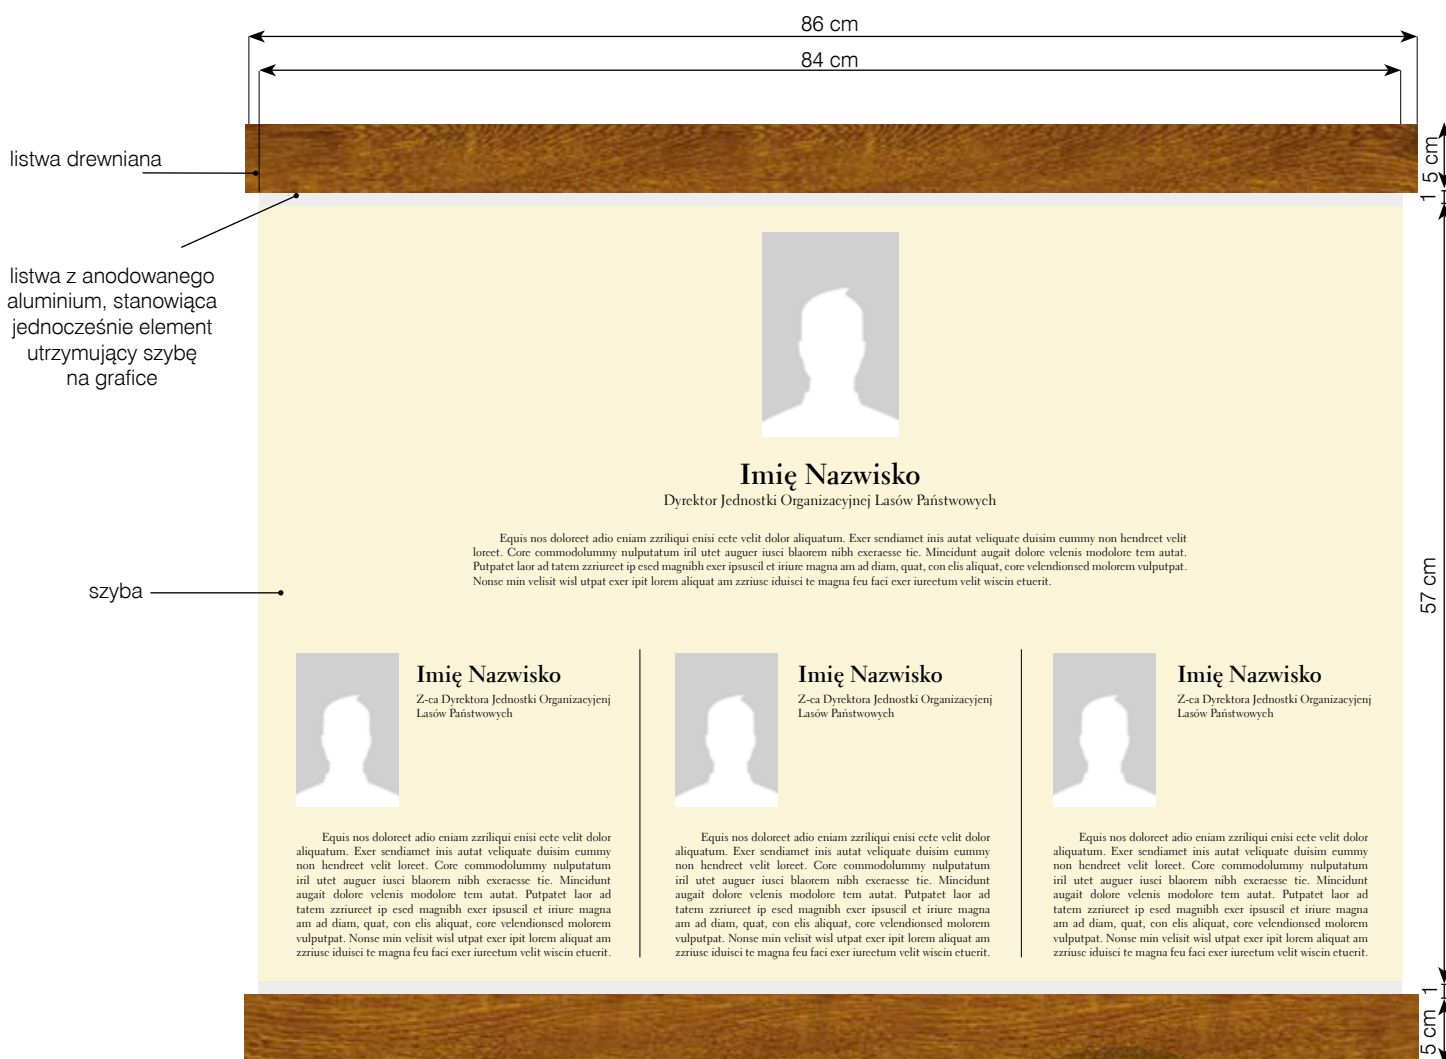 86 cm
84 cm
listwa drewniana
5 cm
1
listwa z anodowanego
aluminium, stanowiąca
jednocześnie element
utrzymujący szybę
na grafice
Imię Nazwisko
Dyrektor Jednostki Organizacyjnej Lasów Państwowych
Equis nos doloreet adio eniam zzriliqui enisi ecte velit dolor aliquatum. Exer sendiamet inis autat veliquate duisim eummy non hendreet velit
loreet. Core commodolummy nulputatum iril utet auguer iusci blaorem nibh exeraesse tie. Mincidunt augait dolore velenis modolore tem autat.
Putpatet laor ad tatem zzriureet ip esed magnibh exer ipsuscil et iriure magna am ad diam, quat, con elis aliquat, core velendionsed molorem vulputpat.
Nonse min velisit wisl utpat exer ipit lorem aliquat am zzriusc iduisci te magna feu faci exer iureetum velit wiscin etuerit.
szyba
57 cm
Imię Nazwisko
Z-ca Dyrektora Jednostki Organizacyjenj
Lasów Państwowych
Equis nos doloreet adio eniam zzriliqui enisi ecte velit dolor
aliquatum. Exer sendiamet inis autat veliquate duisim eummy
non hendreet velit loreet. Core commodolummy nulputatum
iril utet auguer iusci blaorem nibh exeraesse tie. Mincidunt
augait dolore velenis modolore tem autat. Putpatet laor ad
tatem zzriureet ip esed magnibh exer ipsuscil et iriure magna
am ad diam, quat, con elis aliquat, core velendionsed molorem
vulputpat. Nonse min velisit wisl utpat exer ipit lorem aliquat am
zzriusc iduisci te magna feu faci exer iureetum velit wiscin etuerit.
Imię Nazwisko
Z-ca Dyrektora Jednostki Organizacyjenj
Lasów Państwowych
Equis nos doloreet adio eniam zzriliqui enisi ecte velit dolor
aliquatum. Exer sendiamet inis autat veliquate duisim eummy
non hendreet velit loreet. Core commodolummy nulputatum
iril utet auguer iusci blaorem nibh exeraesse tie. Mincidunt
augait dolore velenis modolore tem autat. Putpatet laor ad
tatem zzriureet ip esed magnibh exer ipsuscil et iriure magna
am ad diam, quat, con elis aliquat, core velendionsed molorem
vulputpat. Nonse min velisit wisl utpat exer ipit lorem aliquat am
zzriusc iduisci te magna feu faci exer iureetum velit wiscin etuerit.
Imię Nazwisko
Z-ca Dyrektora Jednostki Organizacyjenj
Lasów Państwowych
Equis nos doloreet adio eniam zzriliqui enisi ecte velit dolor
aliquatum. Exer sendiamet inis autat veliquate duisim eummy
non hendreet velit loreet. Core commodolummy nulputatum
iril utet auguer iusci blaorem nibh exeraesse tie. Mincidunt
augait dolore velenis modolore tem autat. Putpatet laor ad
tatem zzriureet ip esed magnibh exer ipsuscil et iriure magna
am ad diam, quat, con elis aliquat, core velendionsed molorem
vulputpat. Nonse min velisit wisl utpat exer ipit lorem aliquat am
zzriusc iduisci te magna feu faci exer iureetum velit wiscin etuerit.
1
5 cm